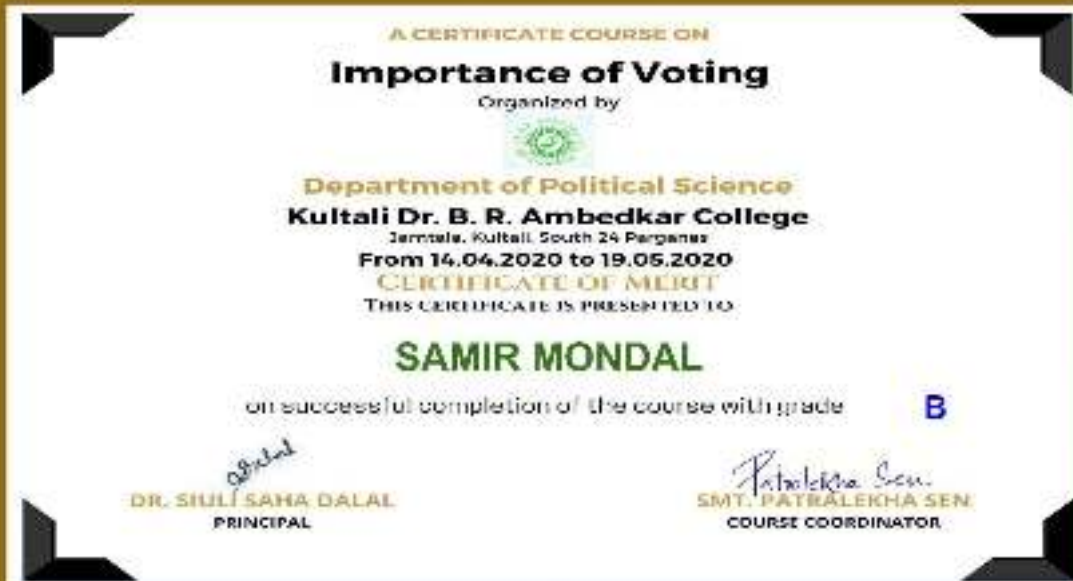 A CERTIFICATE COURSE ON
Importance of Voting
Organized by
Department of Political Science
Kultali Dr. B. R. Ambedkar College
Jamtala, Kultali, South 24 Parganas
From 14.04.2020 to 19.05.2020
CERTIFICATE OF MERIT
THIS CERTIFICATE IS PRESENTED TO
SAMIR MONDAL
on successful completion of the course with grade B
Patralekha Sen.
DR. SIULI SAHA DALAL SMT. PATRALEKHA SEN
PRINCIPAL COURSE COORDINATOR